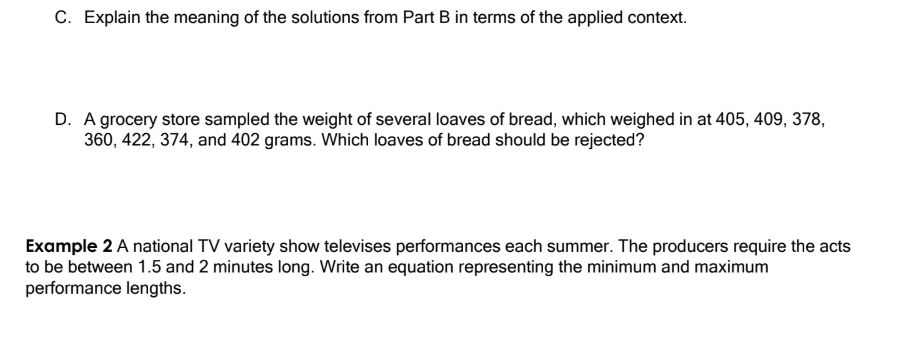 C. Explain the meaning of the solutions from Part B in terms of the applied context.
D. A grocery store sampled the weight of several loaves of bread, which weighed in at 405, 409, 378,
360, 422, 374, and 402 grams. Which loaves of bread should be rejected?
Example 2 A national TV variety show televises performances each summer. The producers require the acts
to be between 1.5 and 2 minutes long. Write an equation representing the minimum and maximum
performance lengths.